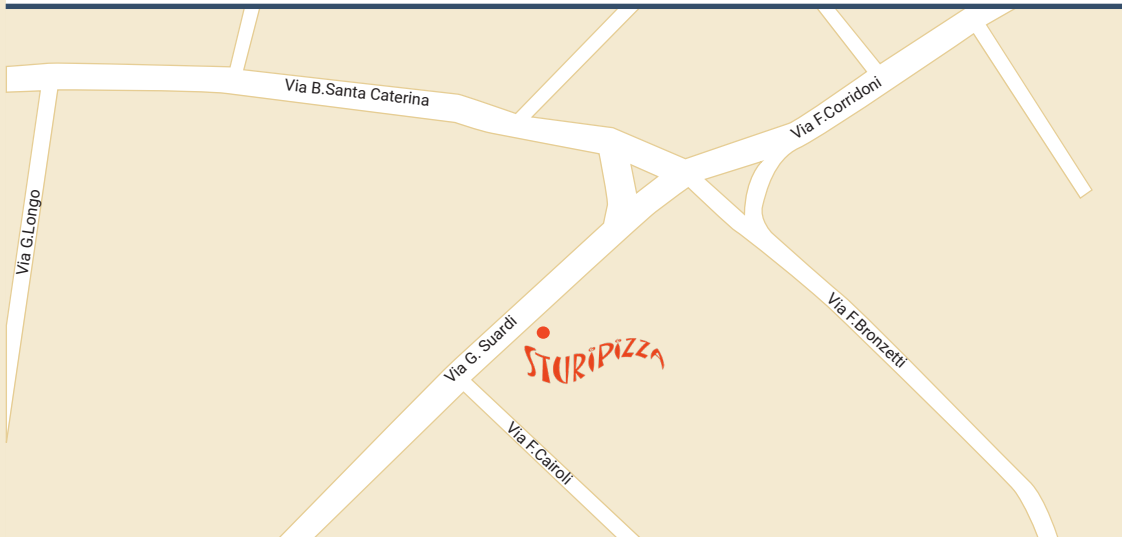 Via B.Santa Caterina
Via F.Corridoni
Via G.Longo
Via G. Suardi
STURIPIZZA
Via F.Bronzetti
Via F.Cairoli